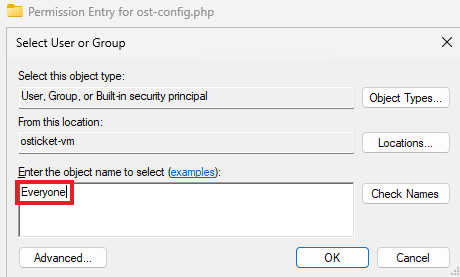 Permission Entry for ost-config.php
Select User or Group
Select this object type:
User, Group, or Built-in security principal
Object Types...
From this location:
osticket-vm
Locations...
Enter the object name to select (examples):
Everyone
Check Names
Advanced...
OK
Cancel